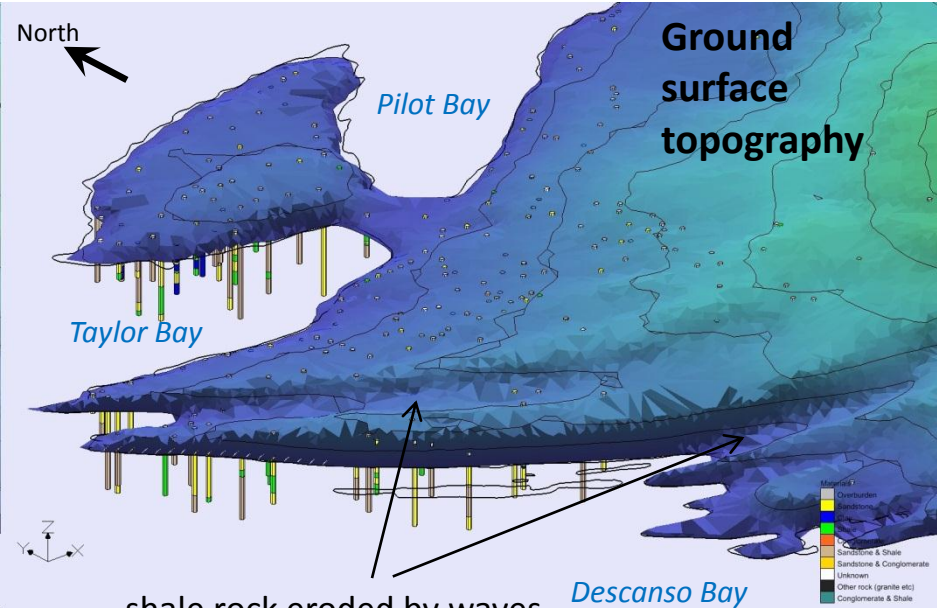 North
Ground
surface
topography
Pilot Bay
Taylor Bay
Materials
Overburden
Sandstone
Sandstone & Shale
Sandstone & Conglomerate
Unknown
Other rock (granite etc)
Conglomerate & Shale
Z
Y
X
shale rock eroded by waves
Descanso Bay